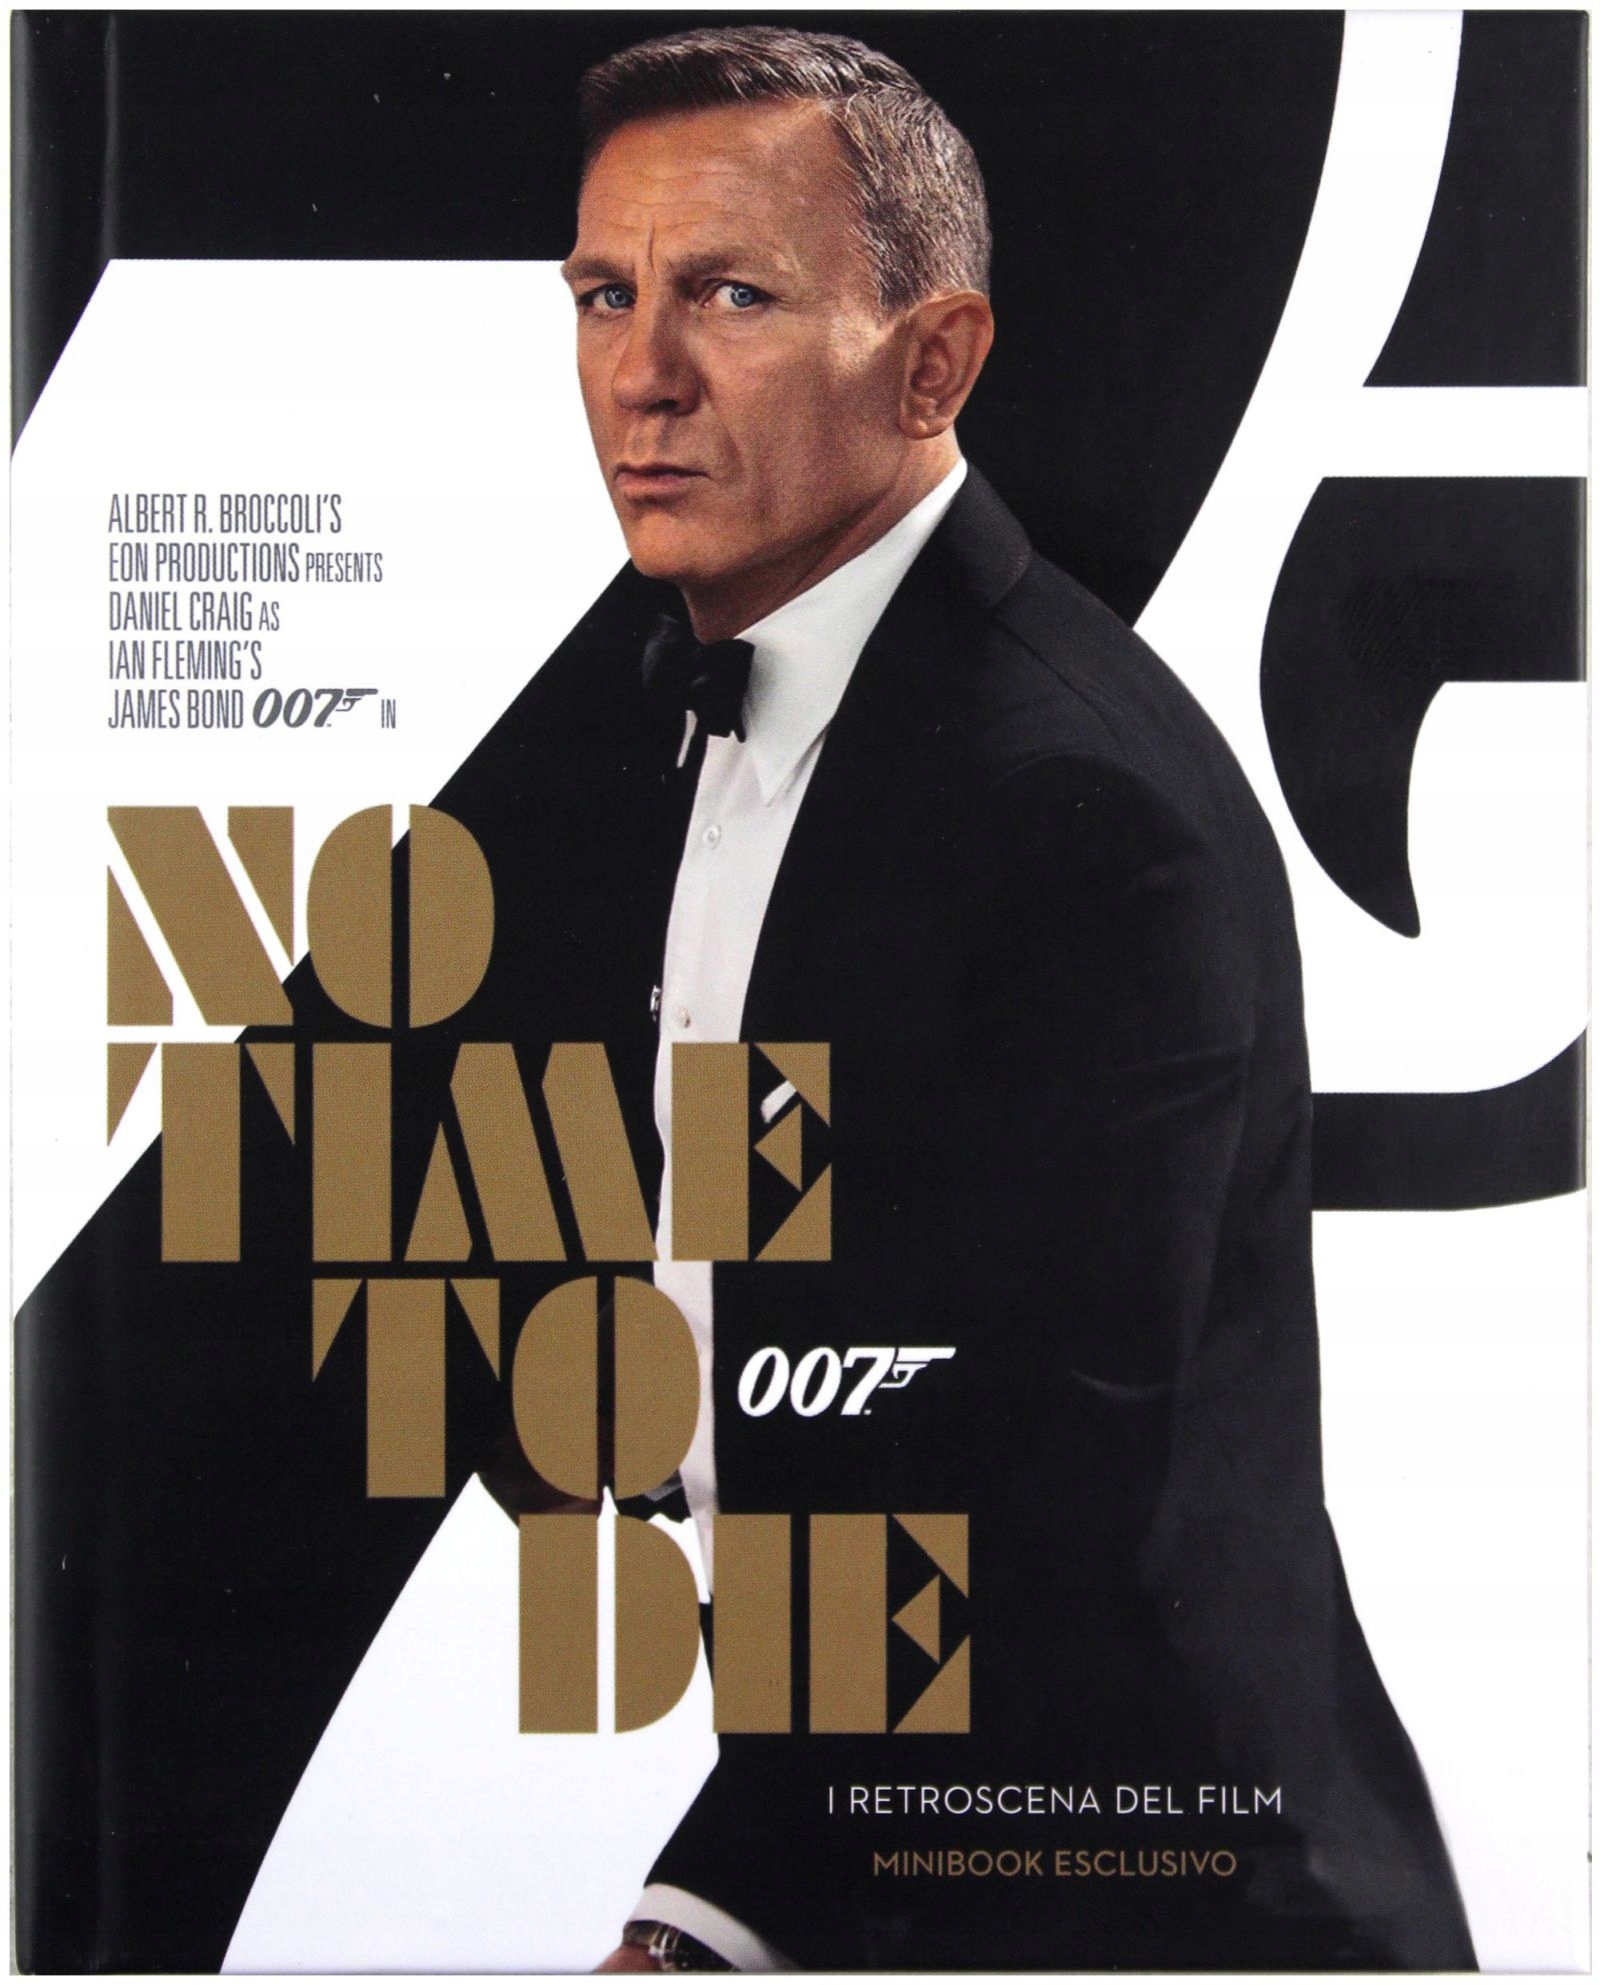 ALBERT R. BROCCOLI'S
EON PRODUCTIONS PRESENTS
DANIEL CRAIG AS
IAN FLEMING'S
JAMES BOND 007 IN
NO
TIME
TO
007
DIE
I RETROSCENA DEL FILM
MINIBOOK ESCLUSIVO